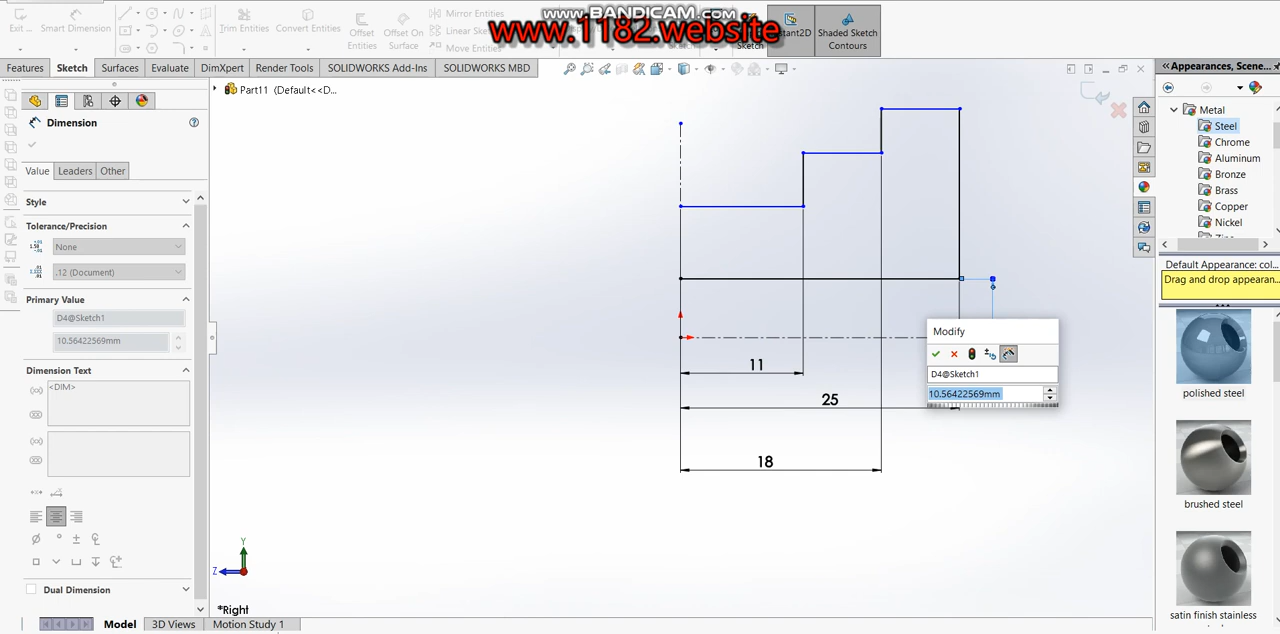 www.BANDICAM.com
www.1182.website
Exit ...
Smart Dimension
Trim Entities
Convert Entities
Offset Entities
Offset On Surface
Mirror Entities
Linear Sk
Move Entities
Sketch
Instant2D
Shaded Sketch Contours
Features
Sketch
Surfaces
Evaluate
DimXpert
Render Tools
SOLIDWORKS Add-Ins
SOLIDWORKS MBD
Appearances, Scene...
Part11 (Default<<D...
Dimension
Value
Leaders
Other
Style
Tolerance/Precision
None
.12 (Document)
Primary Value
D4@Sketch1
10.56422569mm
Dimension Text
<DIM>
Dual Dimension
11
25
18
Modify
D4@Sketch1
10.56422569mm
Y
Z
*Right
Model
3D Views
Motion Study 1
Metal
Steel
Chrome
Aluminum
Bronze
Brass
Copper
Nickel
Default Appearance: col...
Drag and drop appearan...
polished steel
brushed steel
satin finish stainless